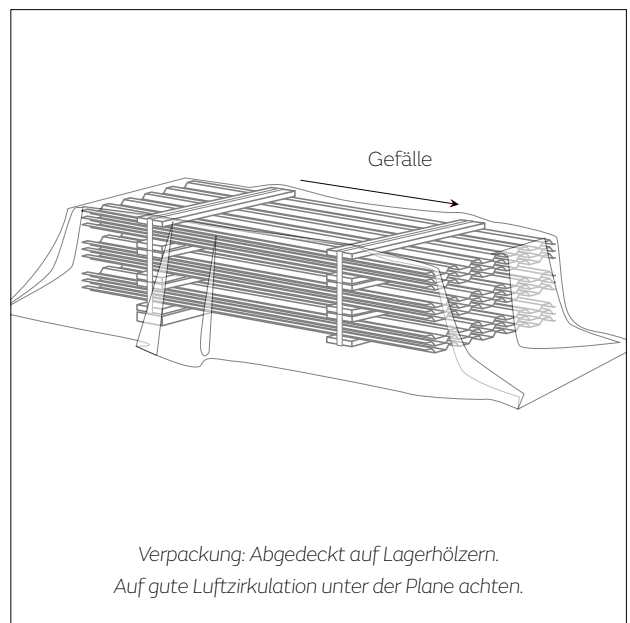 Gefälle
Verpackung: Abgedeckt auf Lagerhölzern.
Auf gute Luftzirkulation unter der Plane achten.